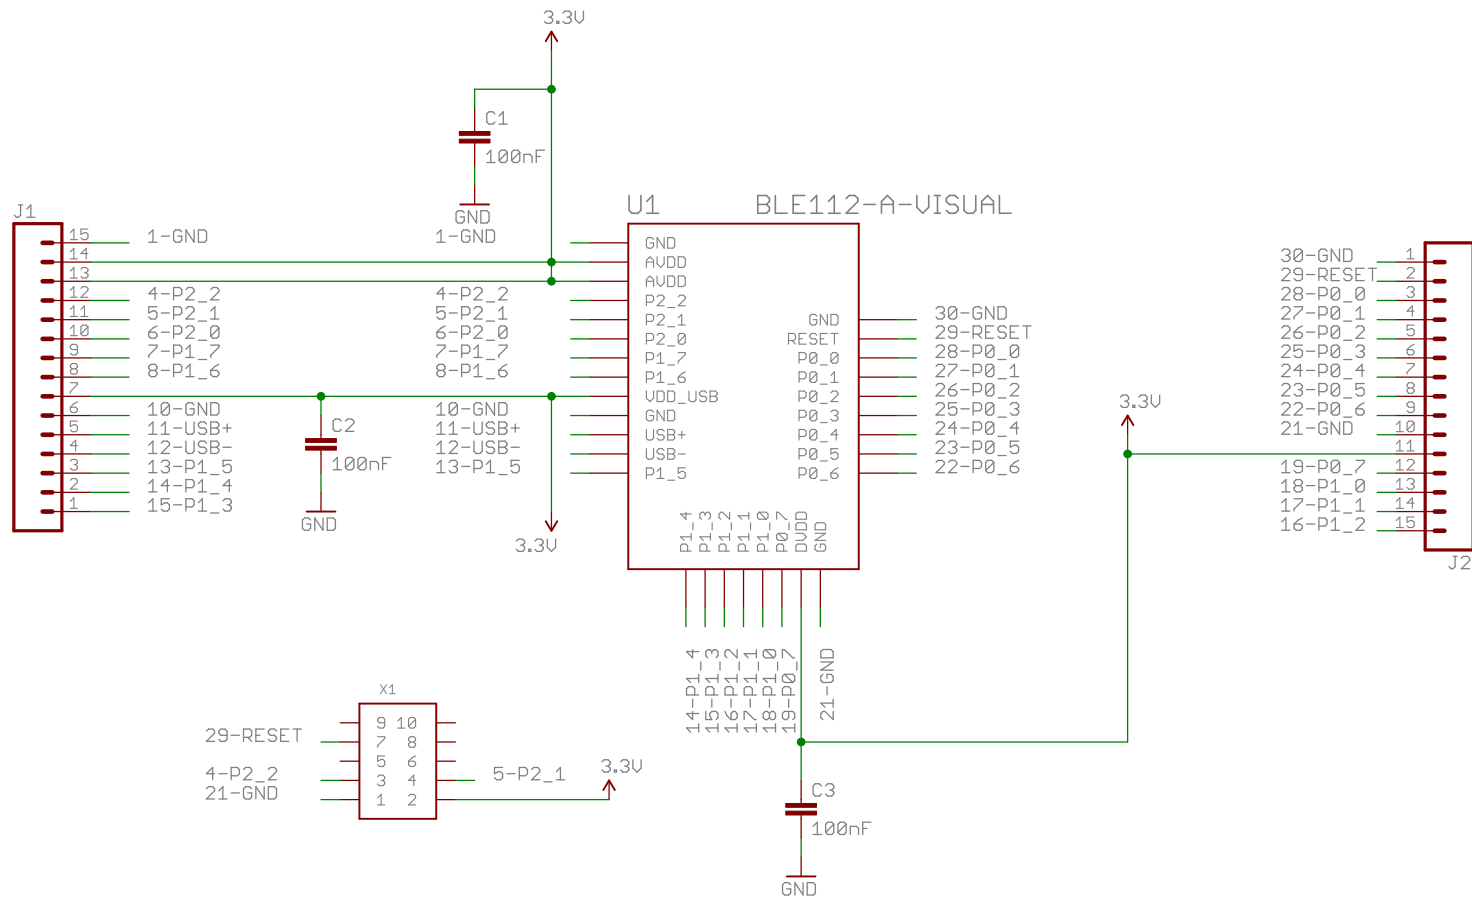 3.3V
C1
100nF
GND
J1
15 1-GND
14
13
12 4-P2_2
11 5-P2_1
10 6-P2_0
9 7-P1_7
8 8-P1_6
7
6 10-GND
5 11-USB+
4 12-USB-
3 13-P1_5
2 14-P1_4
1 15-P1_3
C2
100nF
GND
1-GND
4-P2_2
5-P2_1
6-P2_0
7-P1_7
8-P1_6
10-GND
11-USB+
12-USB-
13-P1_5
3.3V
U1 BLE112-A-VISUAL
GND
AVDD
AVDD
P2_2
P2_1
P2_0
P1_7
P1_6
VDD_USB
GND
USB+
USB-
P1_5
GND
RESET
P0_0
P0_1
P0_2
P0_3
P0_4
P0_5
P0_6
P1_4
P1_3
P1_2
P1_1
P1_0
P0_7
DVDD
GND
30-GND
29-RESET
28-P0_0
27-P0_1
26-P0_2
25-P0_3
24-P0_4
23-P0_5
22-P0_6
14-P1_4
15-P1_3
16-P1_2
17-P1_1
18-P1_0
19-P0_7
21-GND
3.3V
30-GND 1
29-RESET 2
28-P0_0 3
27-P0_1 4
26-P0_2 5
25-P0_3 6
24-P0_4 7
23-P0_5 8
22-P0_6 9
21-GND 10
11
19-P0_7 12
18-P1_0 13
17-P1_1 14
16-P1_2 15
J2
X1
9 10
29-RESET 7 8
5 6
4-P2_2 3 4 5-P2_1
21-GND 1 2
3.3V
C3
100nF
GND